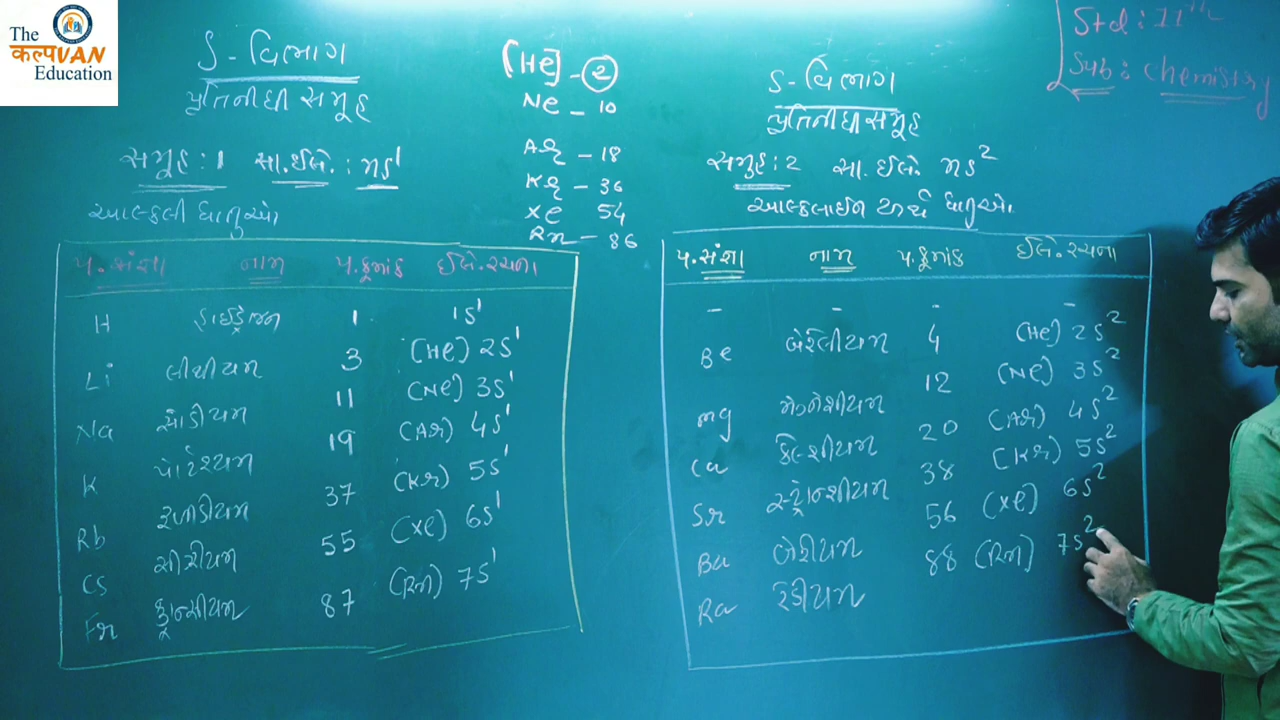 The
कल्पVAN
Education
S - વિભાગ
પ્રતિનીધી સમૂહ
સમૂહ : 1 સા.ઈલે. : ns¹
આલ્કલી ધાતુઓ.
પ.સંજ્ઞા નામ પ.ક્રમાંક ઈલે.રચના
H હાઈડ્રોજન 1 1s¹
Li લીથીયમ 3 (He) 2s¹
Na સોડીયમ 11 (Ne) 3s¹
K પોટેશ્યમ 19 (Ar) 4s¹
Rb રૂબીડીયમ 37 (Kr) 5s¹
Cs સીઝીયમ 55 (Xe) 6s¹
Fr ફ્રાન્સીયમ 87 (Rn) 7s¹
[He] - 2
Ne - 10
Ar - 18
Kr - 36
Xe 54
Rn - 86
S - વિભાગ
પ્રતિનીધી સમૂહ
સમુહ : 2 સા. ઈલે. ns²
આલ્કલાઈન અર્થ ધાતુઓ.
પ.સંજ્ઞા નામ પ.ક્રમાંક ઈલે.રચના
- - - -
Be બેરેલીયમ 4 (He) 2s²
mg મેગ્નેશીયમ 12 (Ne) 3s²
Ca કેલ્શીયમ 20 (Ar) 4s²
Sr સ્ટ્રોન્શીયમ 38 (Kr) 5s²
Ba બેરીયમ 56 (Xe) 6s²
Ra રેડીયમ 88 (Rn) 7s²
Std : 11th
Sub : chemistry